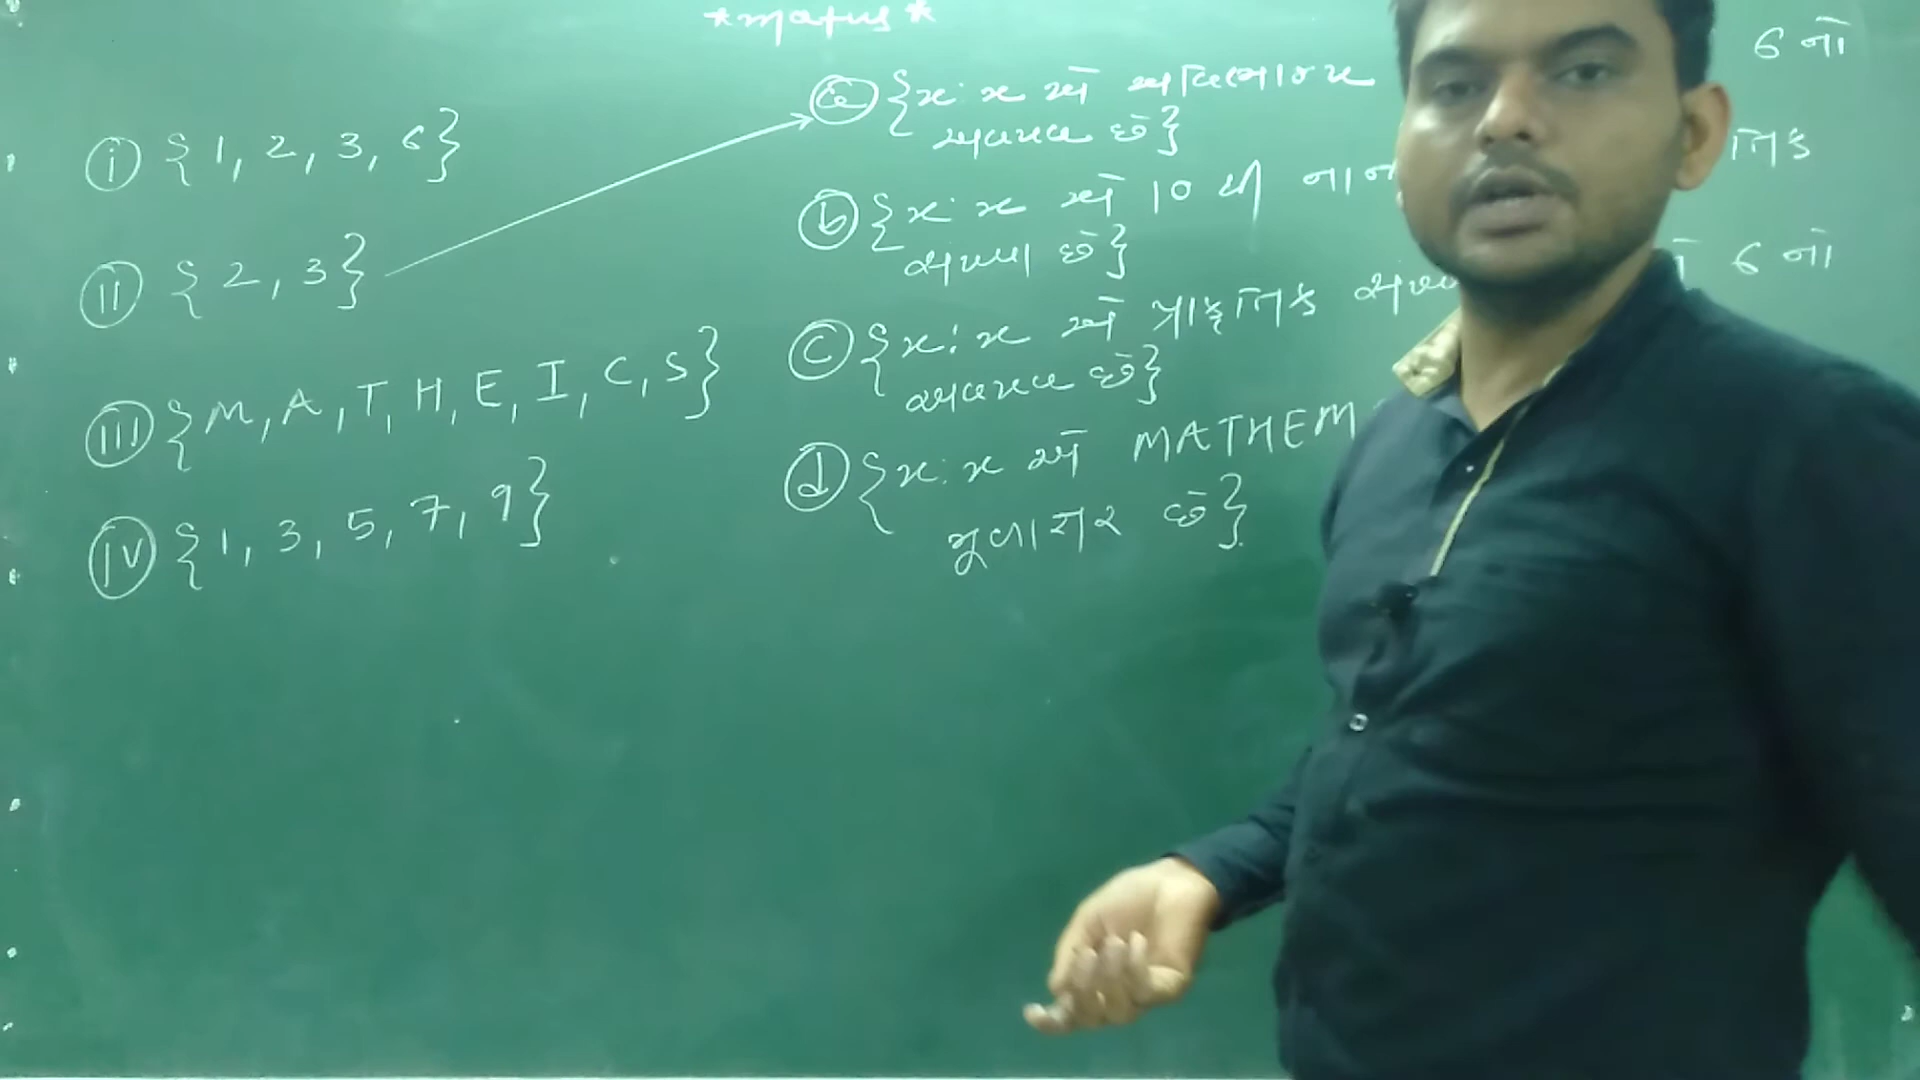 *Maths*
(i) {1, 2, 3, 6}
(ii) {2, 3}
(iii) {M, A, T, H, E, I, C, S}
(iv) {1, 3, 5, 7, 9}
(a) {x: x એ અવિભાજ્ય 6 નો
અવયવ છે}
(b) {x: x એ 10 થી
સંખ્યા છે}
(c) {x: x એ પ્રાકૃતિક 6 નો
અવયવ છે}
(d) {x: x એ MATHEM
મૂળાક્ષર છે}